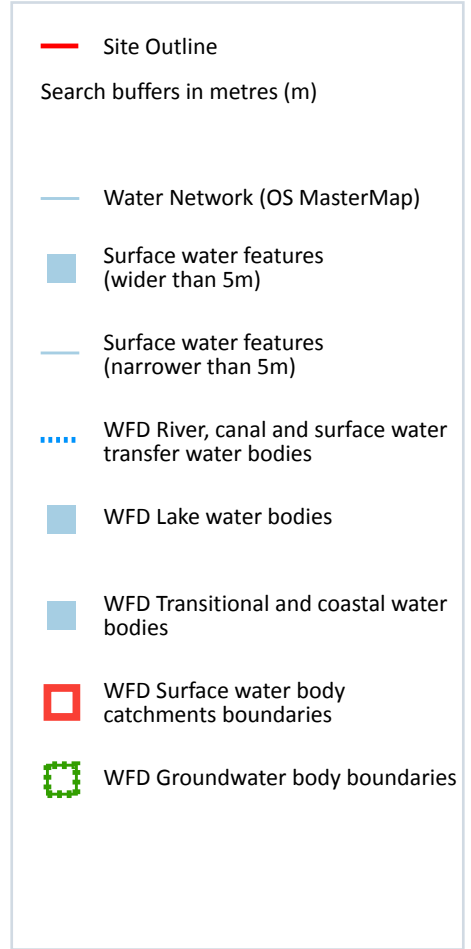 Site Outline
Search buffers in metres (m)
Water Network (OS MasterMap)
Surface water features
(wider than 5m)
Surface water features
(narrower than 5m)
WFD River, canal and surface water
transfer water bodies
WFD Lake water bodies
WFD Transitional and coastal water
bodies
WFD Surface water body
catchments boundaries
WFD Groundwater body boundaries